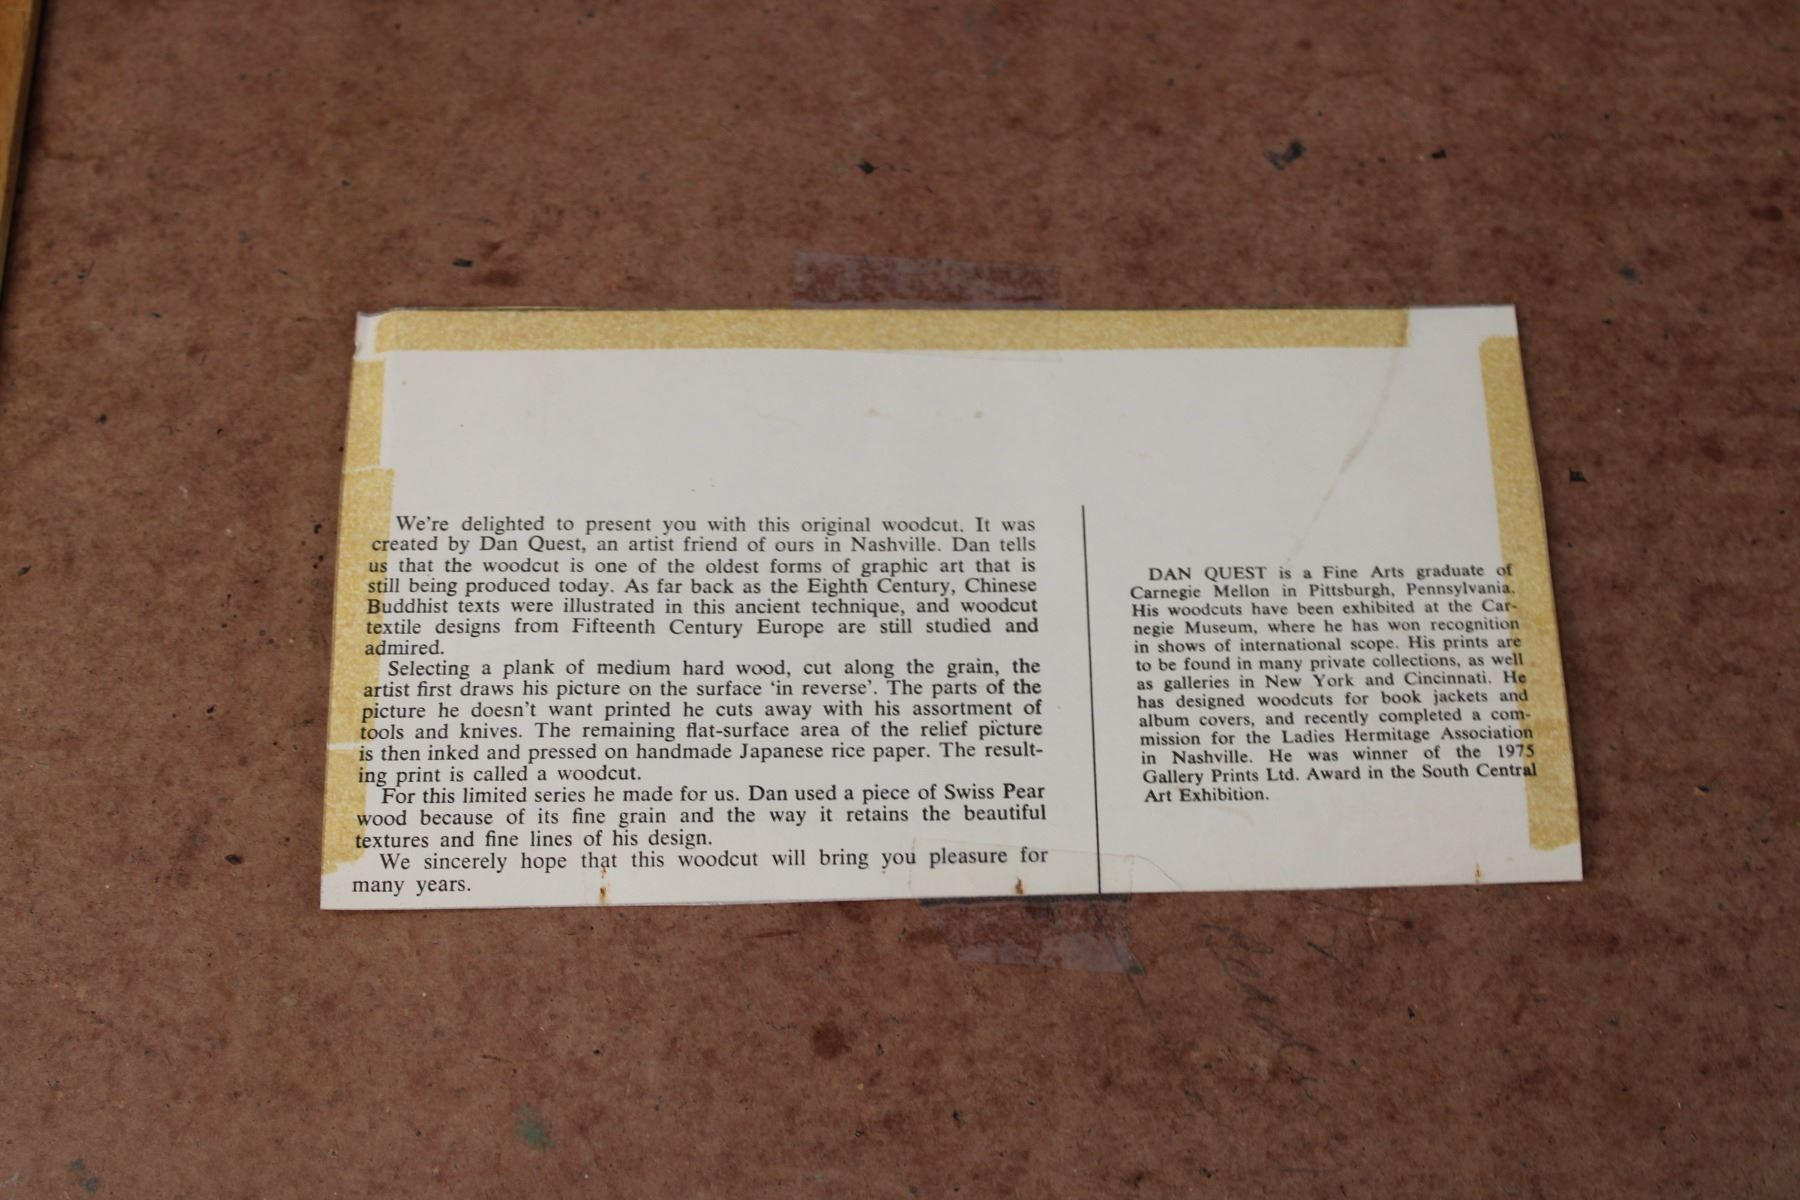 We're delighted to present you with this original woodcut. It was
created by Dan Quest, an artist friend of ours in Nashville. Dan tells
us that the woodcut is one of the oldest forms of graphic art that is
still being produced today. As far back as the Eighth Century, Chinese
Buddhist texts were illustrated in this ancient technique, and woodcut
textile designs from Fifteenth Century Europe are still studied and
admired.
Selecting a plank of medium hard wood, cut along the grain, the
artist first draws his picture on the surface 'in reverse'. The parts of the
picture he doesn't want printed he cuts away with his assortment of
tools and knives. The remaining flat-surface area of the relief picture
is then inked and pressed on handmade Japanese rice paper. The result-
ing print is called a woodcut.
For this limited series he made for us. Dan used a piece of Swiss Pear
wood because of its fine grain and the way it retains the beautiful
textures and fine lines of his design.
We sincerely hope that this woodcut will bring you pleasure for
many years.
DAN QUEST is a Fine Arts graduate of
Carnegie Mellon in Pittsburgh, Pennsylvania.
His woodcuts have been exhibited at the Car-
negie Museum, where he has won recognition
in shows of international scope. His prints are
to be found in many private collections, as well
as galleries in New York and Cincinnati. He
has designed woodcuts for book jackets and
album covers, and recently completed a com-
mission for the Ladies Hermitage Association
in Nashville. He was winner of the 1975
Gallery Prints Ltd. Award in the South Central
Art Exhibition.